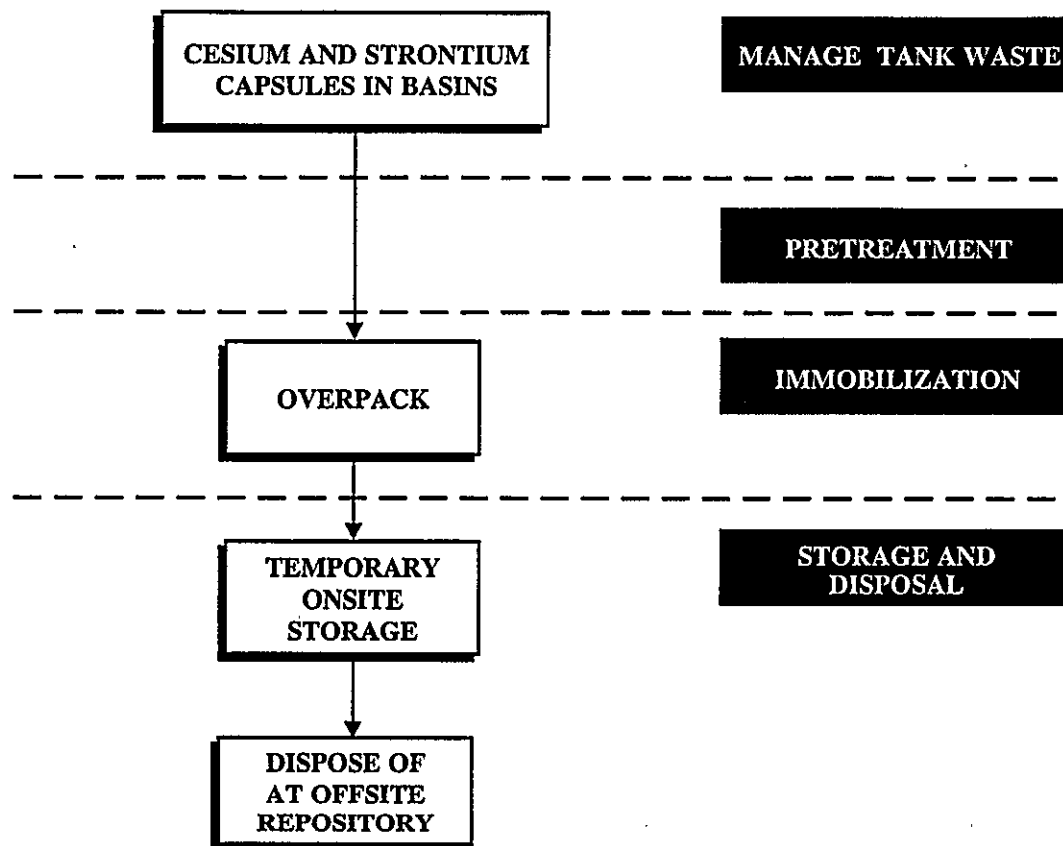 CESIUM AND STRONTIUM
CAPSULES IN BASINS
MANAGE TANK WASTE
PRETREATMENT
OVERPACK
IMMOBILIZATION
TEMPORARY
ONSITE
STORAGE
STORAGE AND
DISPOSAL
DISPOSE OF
AT OFFSITE
REPOSITORY